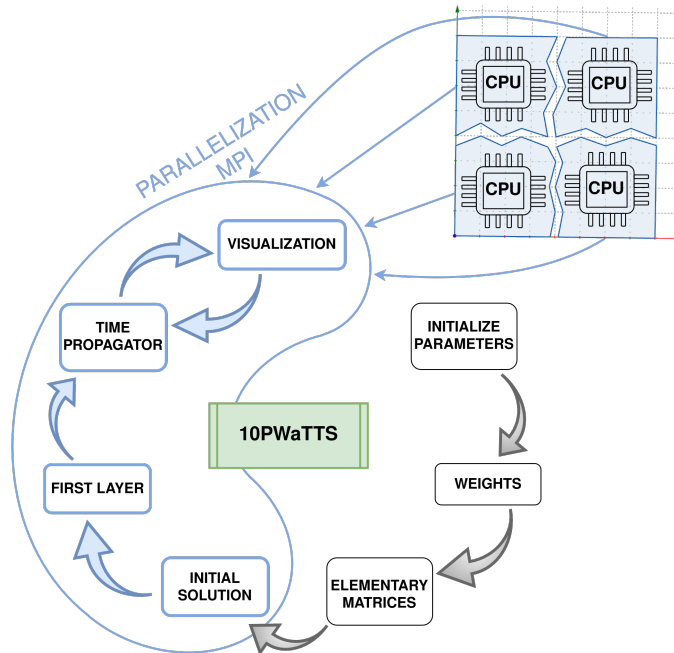 CPU
CPU
CPU
CPU
PARALLELIZATION
MPI
VISUALIZATION
TIME
PROPAGATOR
INITIALIZE
PARAMETERS
10PWaTTS
FIRST LAYER
WEIGHTS
INITIAL
SOLUTION
ELEMENTARY
MATRICES